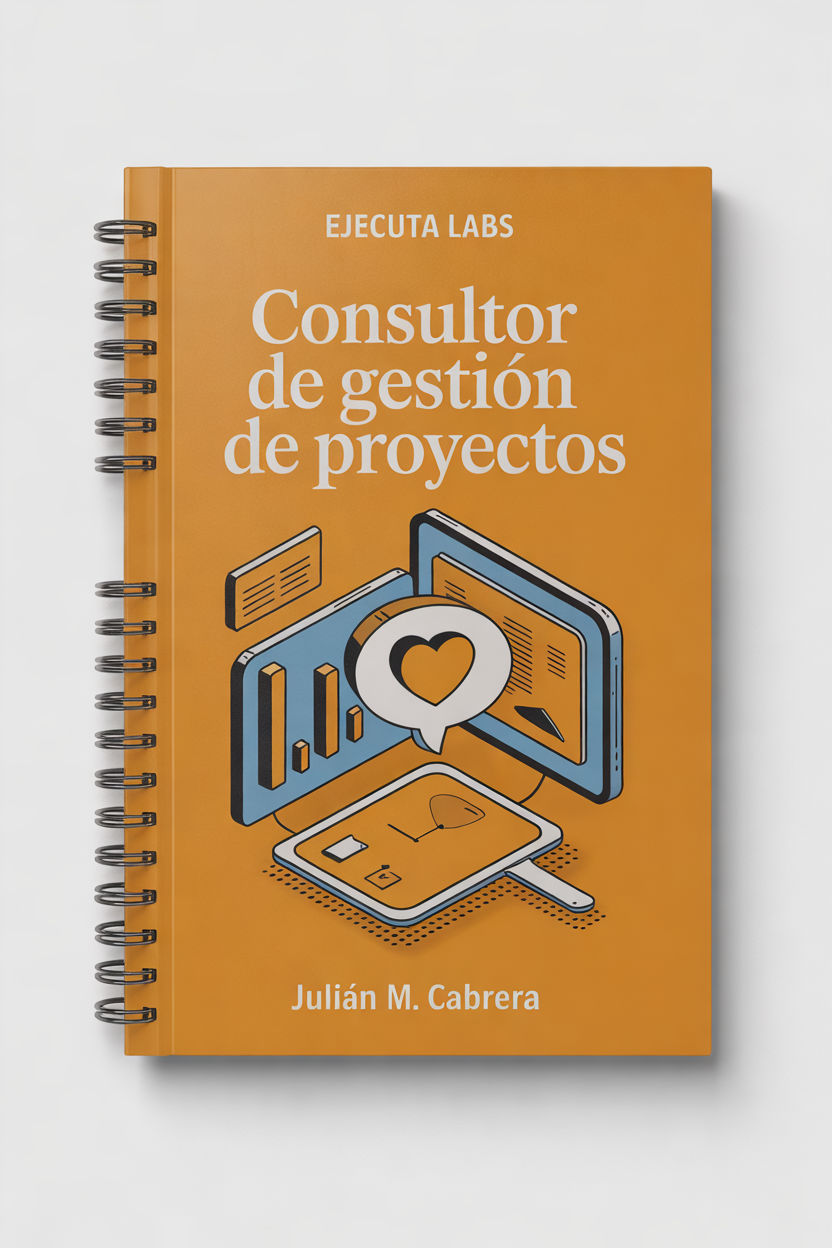 EJECUTA LABS
Consultor
de gestión
de proyectos
Julián M. Cabrera